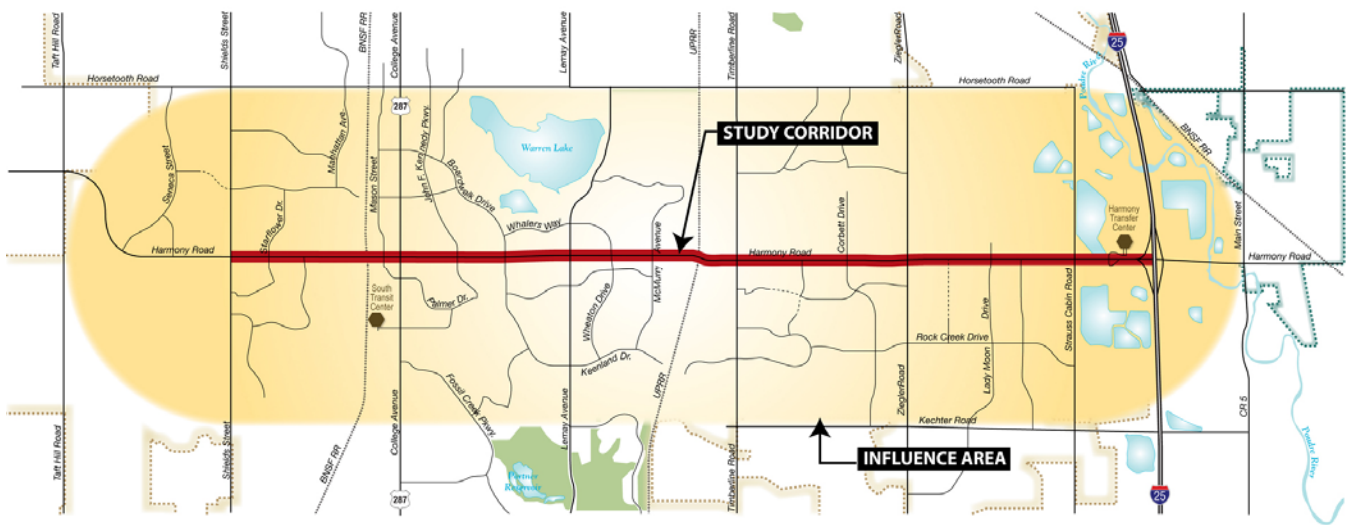 Taft Hill Road
Shields Street
BNSF RR
College Avenue
Lemay Avenue
UPRR
Timberline Road
ZieglerRoad
25
Poudre River
Horsetooth Road
Horsetooth Road
287
Manhattan Ave.
John F. Kennedy Pkwy.
STUDY CORRIDOR
BNSF RR
Warren Lake
Seneca Street
Mason Street
Boardwalk Drive
Starflower Dr.
Whalers Way
McMurry Avenue
Corbett Drive
Harmony
Transfer
Center
Main Street
Harmony Road
Harmony Road
Harmony Road
South
Transit
Center
Palmer Dr.
Wheaton Drive
Lady Moon Drive
Strauss Cabin Road
Rock Creek Drive
Keenland Dr.
Fossil Creek Pkwy.
UPRR
ZieglerRoad
Kechter Road
CR 5
Taft Hill Road
Shields Street
BNSF RR
College Avenue
Lemay Avenue
Timberline Road
INFLUENCE AREA
Poudre River
Portner
Reservoir
287
25